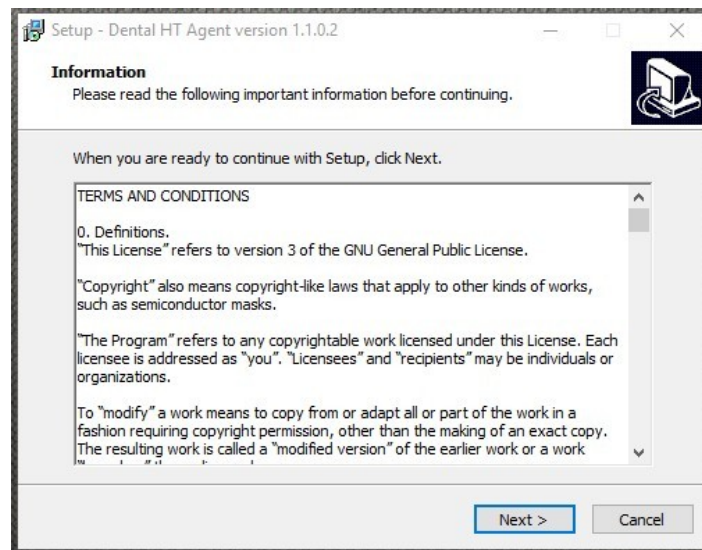 Setup - Dental HT Agent version 1.1.0.2
Information
Please read the following important information before continuing.
When you are ready to continue with Setup, click Next.
TERMS AND CONDITIONS
0. Definitions.
“This License” refers to version 3 of the GNU General Public License.
“Copyright” also means copyright-like laws that apply to other kinds of works,
such as semiconductor masks.
“The Program” refers to any copyrightable work licensed under this License. Each
licensee is addressed as “you”. “Licensees” and “recipients” may be individuals or
organizations.
To “modify” a work means to copy from or adapt all or part of the work in a
fashion requiring copyright permission, other than the making of an exact copy.
The resulting work is called a “modified version” of the earlier work or a work
Next >
Cancel